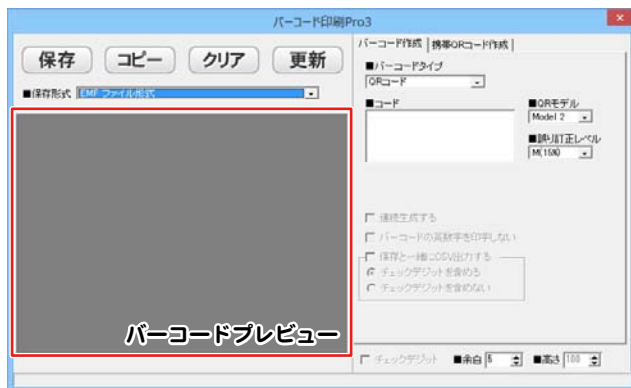 バーコード印刷Pro3
保存 コピー クリア 更新
■保存形式 EMF ファイル形式
バーコードプレビュー
バーコード作成 携帯QRコード作成
■バーコードタイプ
QRコード
■コード
■QRモデル
Model 2
■誤り訂正レベル
M(15%)
連続生成する
バーコードの英数字を印字しない
保存と一緒にCSV出力する
チェックデジットを含める
チェックデジットを含めない
チェックデジット ■余白 5 ■高さ 100